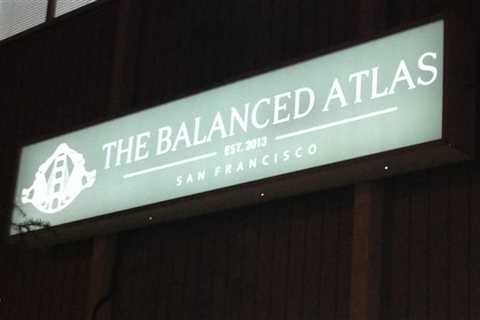 THE BALANCED ATLAS
EST. 2013
SAN FRANCISCO